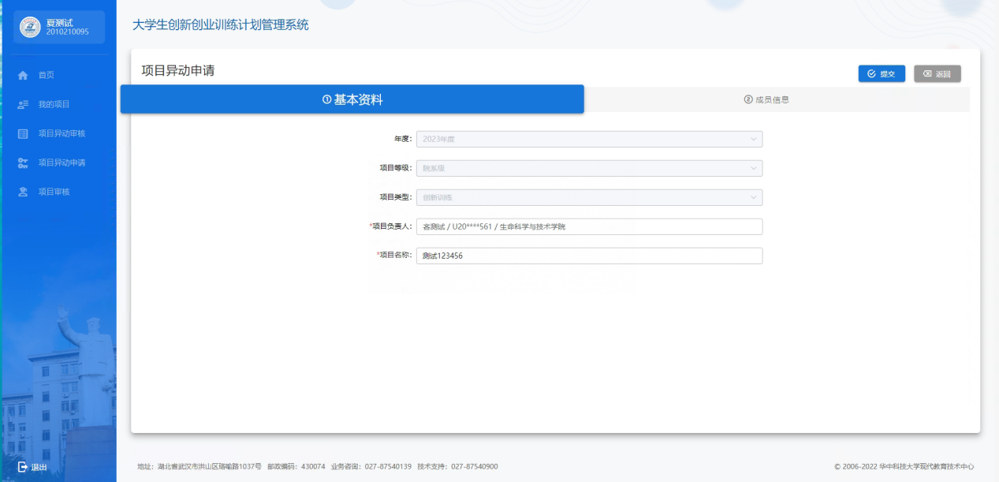 夏测试
2010210095
首页
我的项目
项目异动审核
项目异动申请
项目审核
退出
大学生创新创业训练计划管理系统
项目异动申请
提交 返回
①基本资料 ②成员信息
年度: 2023年度
项目等级: 院系级
项目类型: 创新训练
*项目负责人: 客测试 / U20****561 / 生命科学与技术学院
*项目名称: 测试123456
地址: 湖北省武汉市洪山区珞喻路1037号 邮政编码: 430074 业务咨询: 027-87540139 技术支持: 027-87540900
© 2006-2022 华中科技大学现代教育技术中心